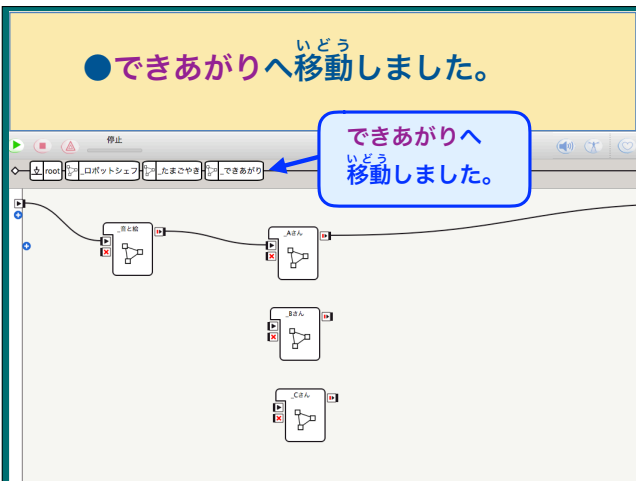 ●できあがりへ移動しました。
いどう
停止
できあがりへ
いどう
移動しました。
root _ロボットシェフ _たまごやき _できあがり
_音と絵
_Aさん
_Bさん
_Cさん